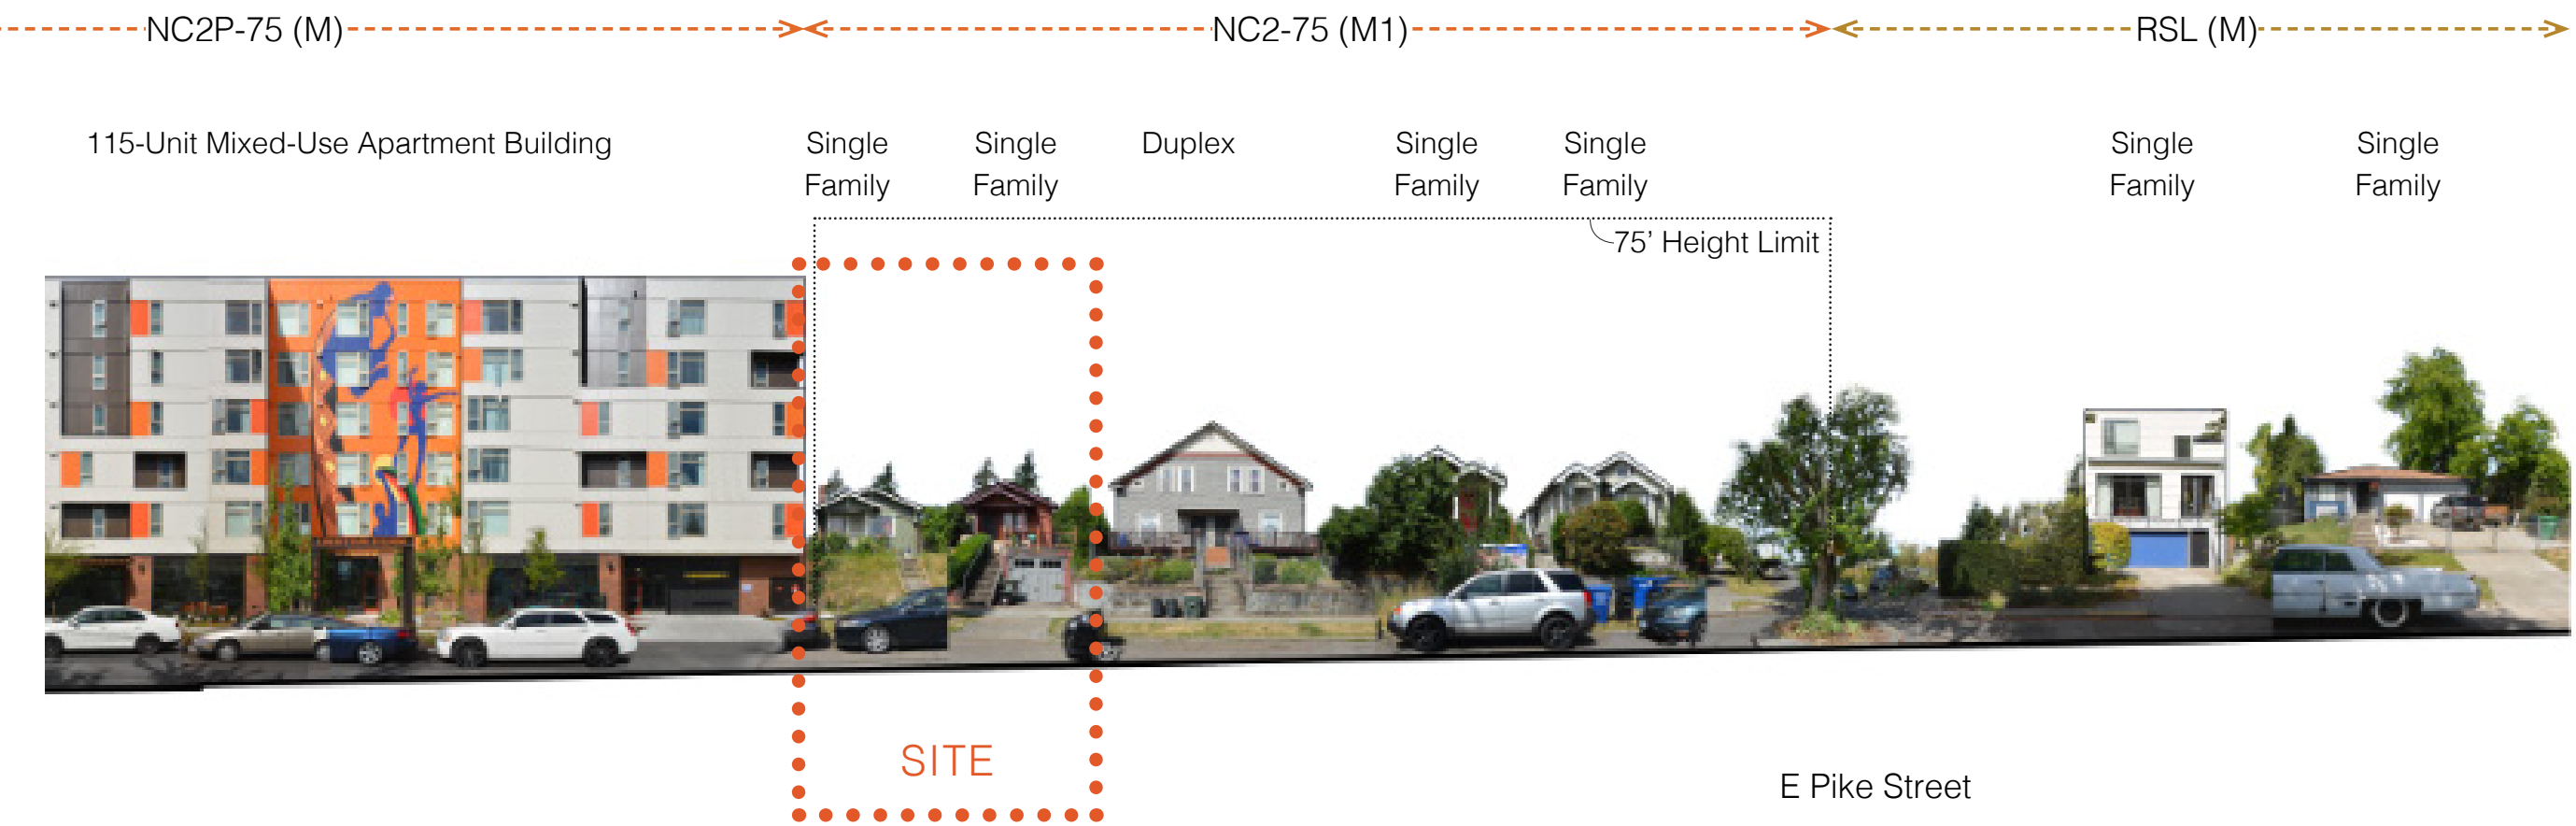 NC2P-75 (M)
NC2-75 (M1)
RSL (M)
115-Unit Mixed-Use Apartment Building
Single
Family
Single
Family
Duplex
Single
Family
Single
Family
Single
Family
Single
Family
75’ Height Limit
SITE
E Pike Street